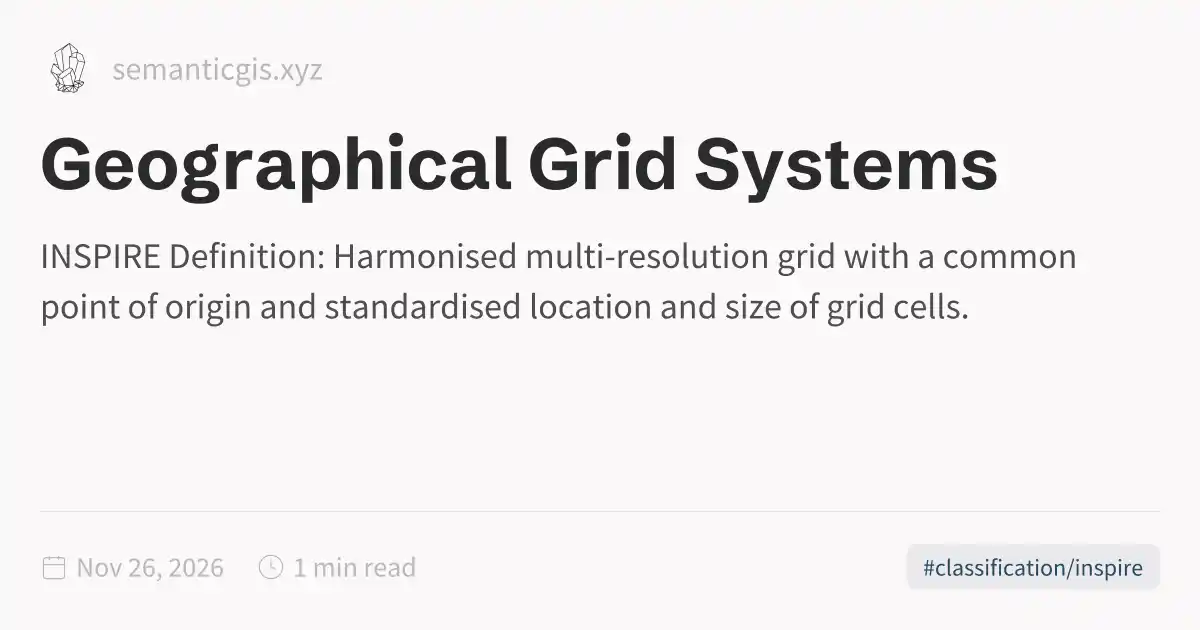 semanticgis.xyz
Geographical Grid Systems
INSPIRE Definition: Harmonised multi-resolution grid with a common
point of origin and standardised location and size of grid cells.
Nov 26, 2026 1 min read #classification/inspire